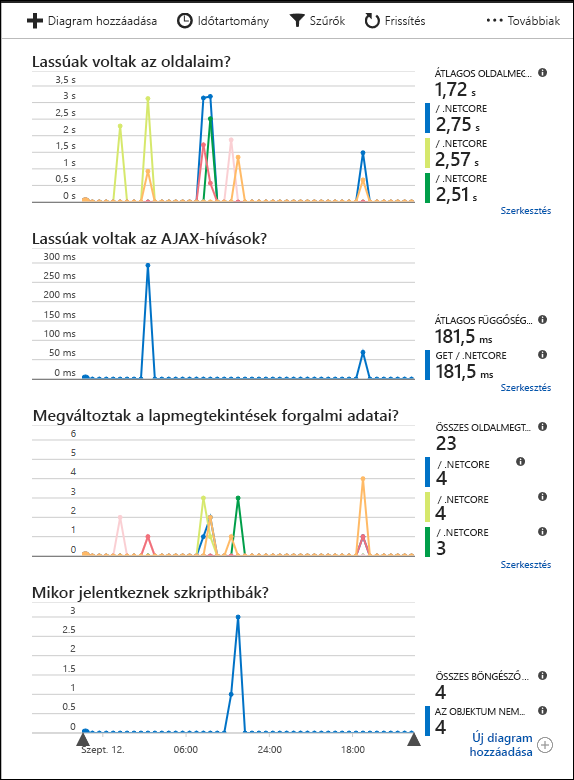 Diagram hozzáadása Időtartomány Szűrők Frissítés Továbbiak
Lassúak voltak az oldalaim?
3,5 s
3 s
2,5 s
2 s
1,5 s
1 s
0,5 s
0 s
ÁTLAGOS OLDALMEG...
1,72 s
/ .NETCORE
2,75 s
/ .NETCORE
2,57 s
/ .NETCORE
2,51 s
Szerkesztés
Lassúak voltak az AJAX-hívások?
300 ms
250 ms
200 ms
150 ms
100 ms
50 ms
0 ms
ÁTLAGOS FÜGGŐSÉG...
181,5 ms
GET / .NETCORE
181,5 ms
Szerkesztés
Megváltoztak a lapmegtekintések forgalmi adatai?
6
5
4
3
2
1
0
ÖSSZES OLDALMEGT...
23
/ .NETCORE
4
/ .NETCORE
4
/ .NETCORE
3
Szerkesztés
Mikor jelentkeznek szkripthibák?
3
2.5
2
1.5
1
0.5
0
Szept. 12. 06:00 24:00 18:00
ÖSSZES BÖNGÉSZŐ...
4
AZ OBJEKTUM NEM...
4
Új diagram
hozzáadása